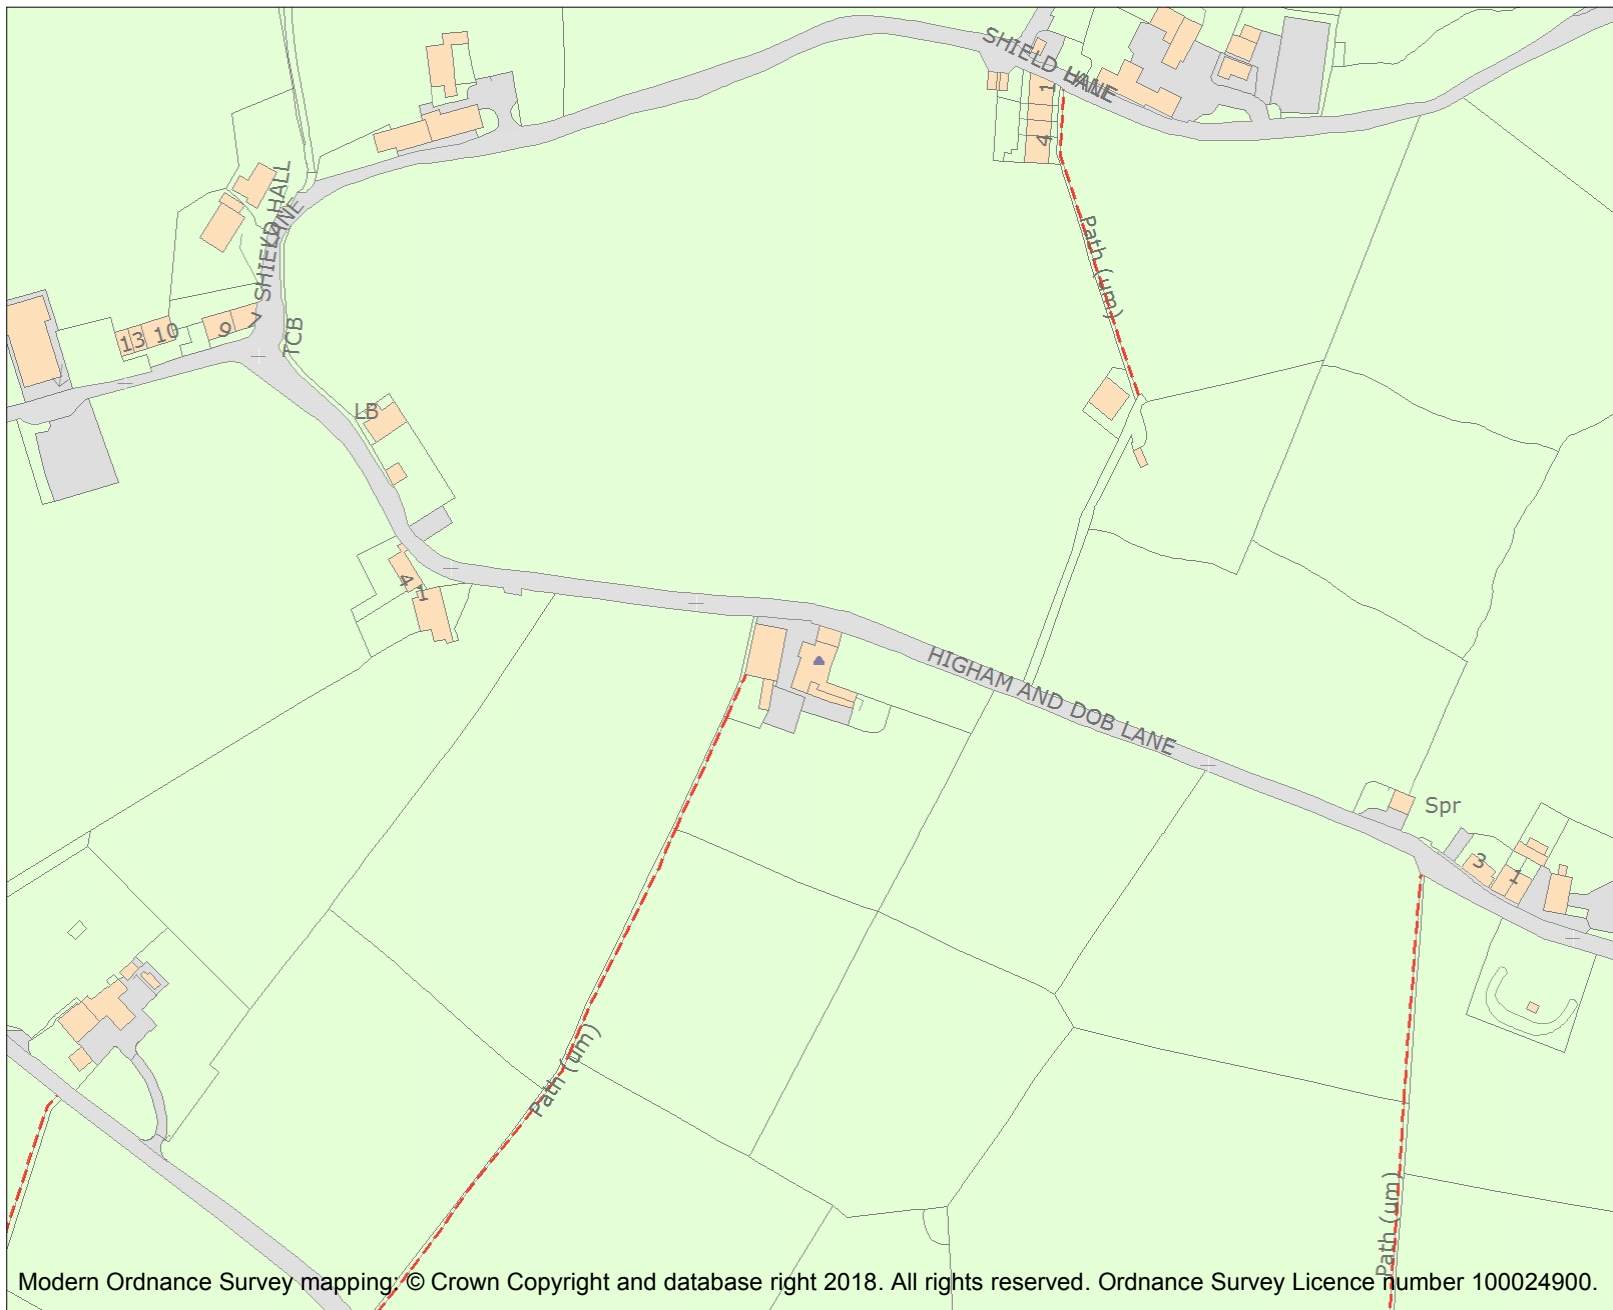 SHIELD LANE
HALL
1
4
SHIELD HALL
LANE
Path (um)
13
10
9
7
TCB
LB
4
1
HIGHAM AND DOB LANE
Spr
3
1
Path (um)
Path (um)
Modern Ordnance Survey mapping: © Crown Copyright and database right 2018. All rights reserved. Ordnance Survey Licence number 100024900.